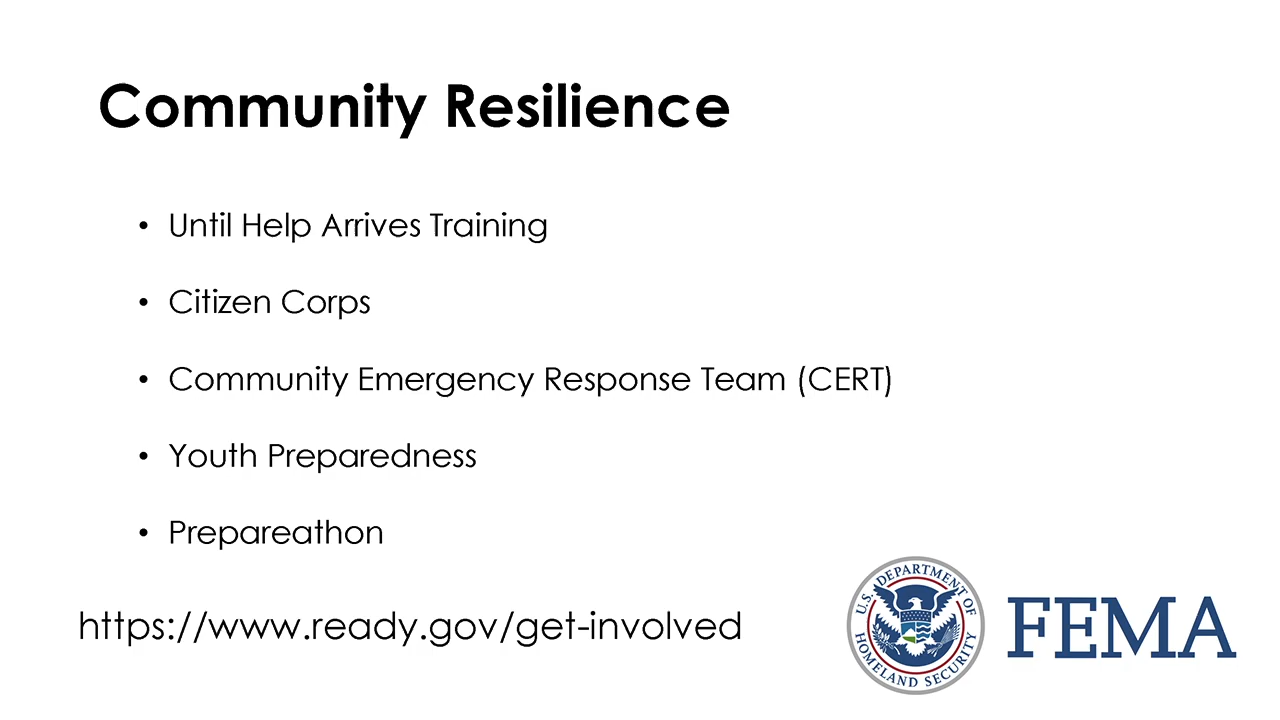 Community Resilience
• Until Help Arrives Training
• Citizen Corps
• Community Emergency Response Team (CERT)
• Youth Preparedness
• Prepareathon
https://www.ready.gov/get-involved
U.S. DEPARTMENT OF
HOMELAND SECURITY
FEMA